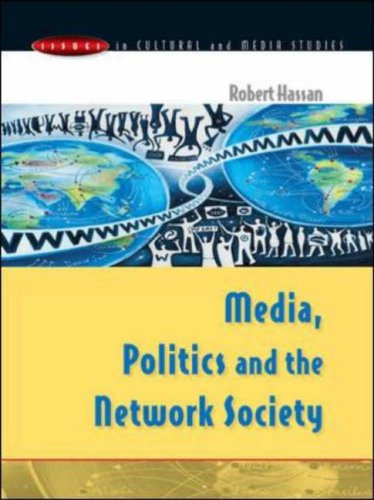 ISSUES in CULTURAL and MEDIA STUDIES
Robert Hassan
Media,
Politics and the
Network Society